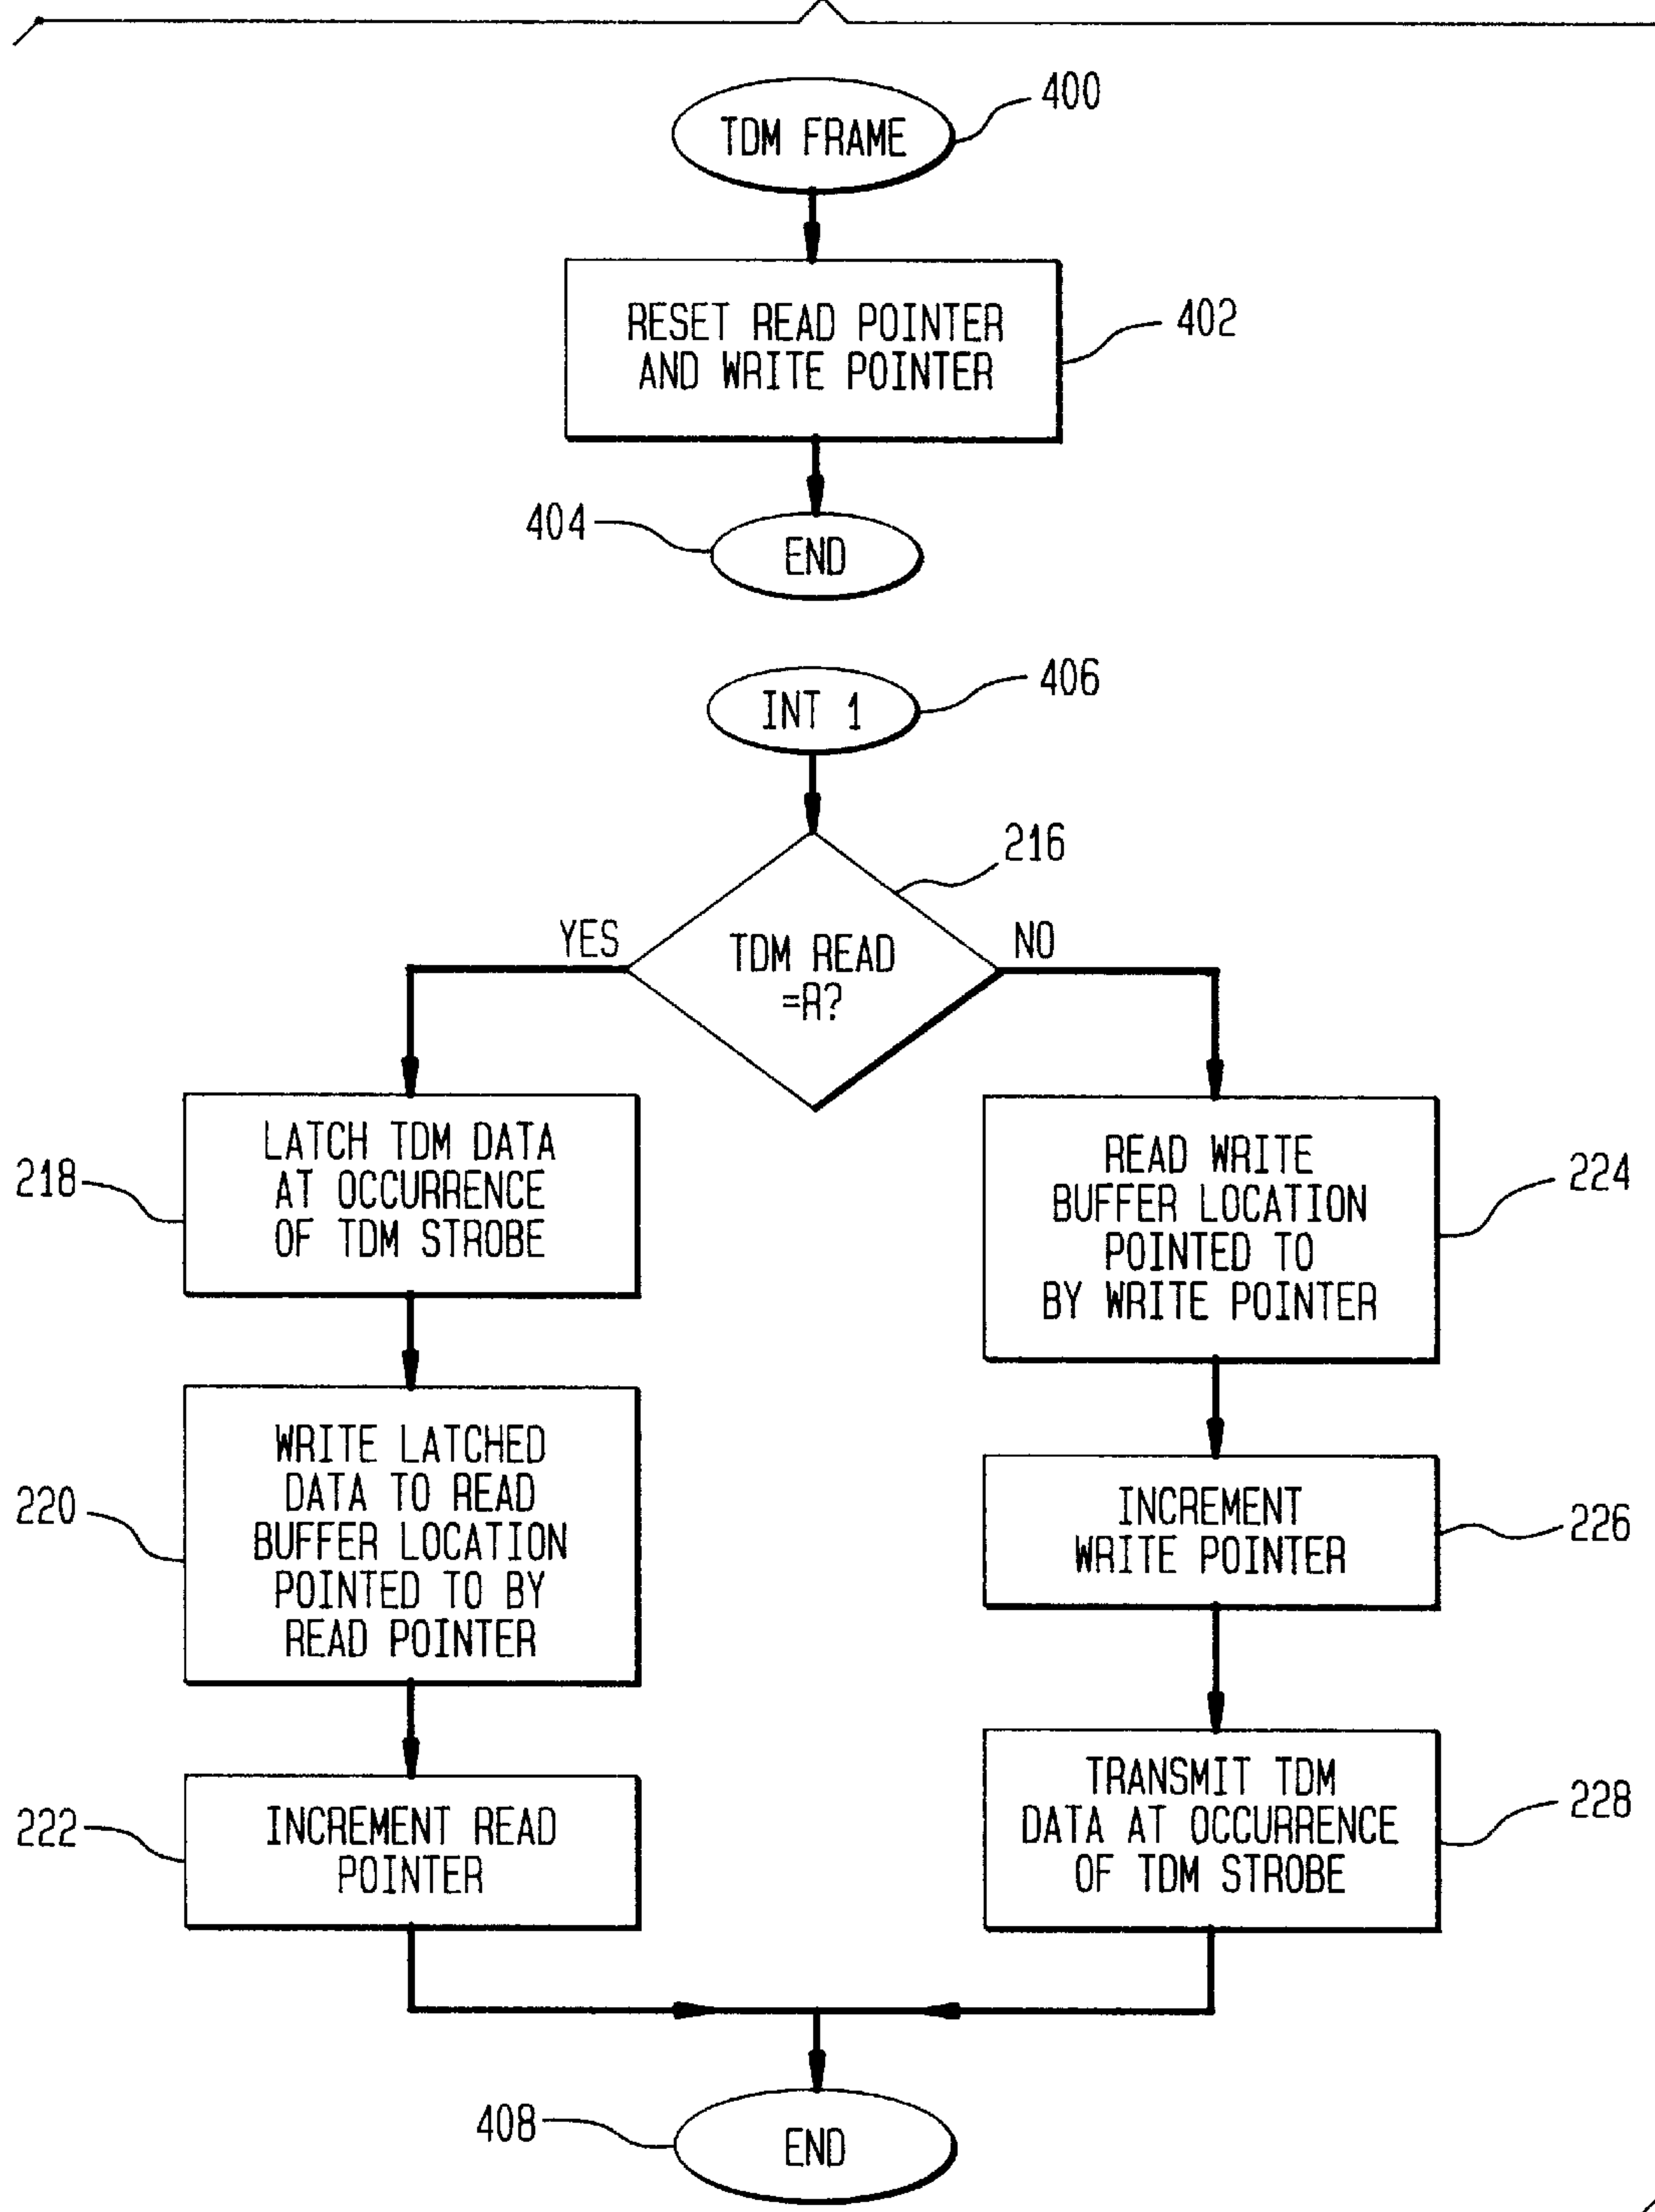 400
TDM FRAME
RESET READ POINTER
AND WRITE POINTER
402
404
END
406
INT 1
216
YES
NO
TDM READ
=R?
218
LATCH TDM DATA
AT OCCURRENCE
OF TDM STROBE
READ WRITE
BUFFER LOCATION
POINTED TO
BY WRITE POINTER
224
220
WRITE LATCHED
DATA TO READ
BUFFER LOCATION
POINTED TO BY
READ POINTER
INCREMENT
WRITE POINTER
226
222
INCREMENT READ
POINTER
TRANSMIT TDM
DATA AT OCCURRENCE
OF TDM STROBE
228
408
END